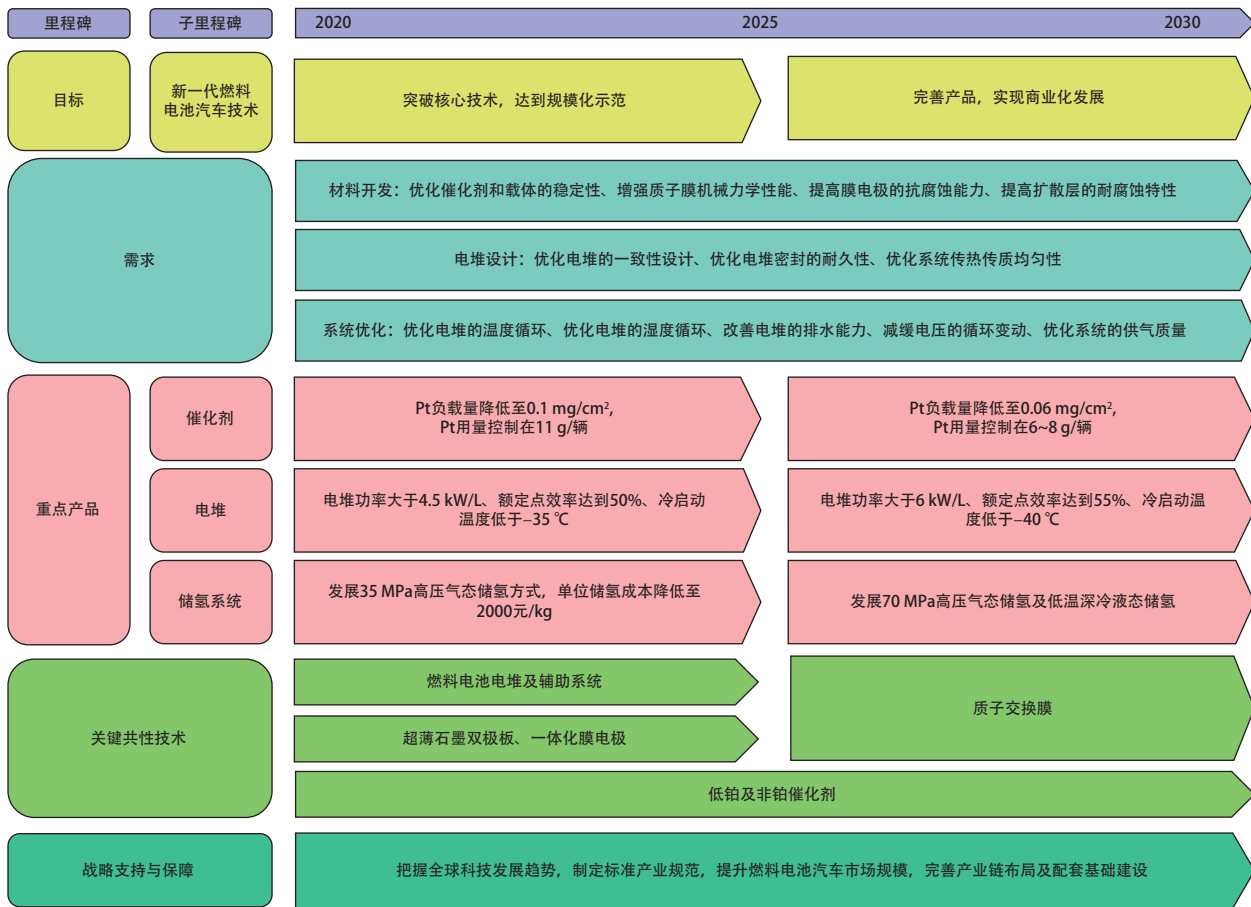 里程碑
子里程碑
2020
2025
2030
目标
新一代燃料
电池汽车技术
突破核心技术，达到规模化示范
完善产品，实现商业化发展
需求
材料开发：优化催化剂和载体的稳定性、增强质子膜机械力学性能、提高膜电极的抗腐蚀能力、提高扩散层的耐腐蚀特性
电堆设计：优化电堆的一致性设计、优化电堆密封的耐久性、优化系统传热传质均匀性
系统优化：优化电堆的温度循环、优化电堆的湿度循环、改善电堆的排水能力、减缓电压的循环变动、优化系统的供气质量
重点产品
催化剂
Pt负载量降低至0.1 mg/cm²，
Pt用量控制在11 g/辆
Pt负载量降低至0.06 mg/cm²，
Pt用量控制在6~8 g/辆
电堆
电堆功率大于4.5 kW/L、额定点效率达到50%、冷启动
温度低于−35 ℃
电堆功率大于6 kW/L、额定点效率达到55%、冷启动温
度低于−40 ℃
储氢系统
发展35 MPa高压气态储氢方式，单位储氢成本降低至
2000元/kg
发展70 MPa高压气态储氢及低温深冷液态储氢
关键共性技术
燃料电池电堆及辅助系统
超薄石墨双极板、一体化膜电极
质子交换膜
低铂及非铂催化剂
战略支持与保障
把握全球科技发展趋势，制定标准产业规范，提升燃料电池汽车市场规模，完善产业链布局及配套基础建设